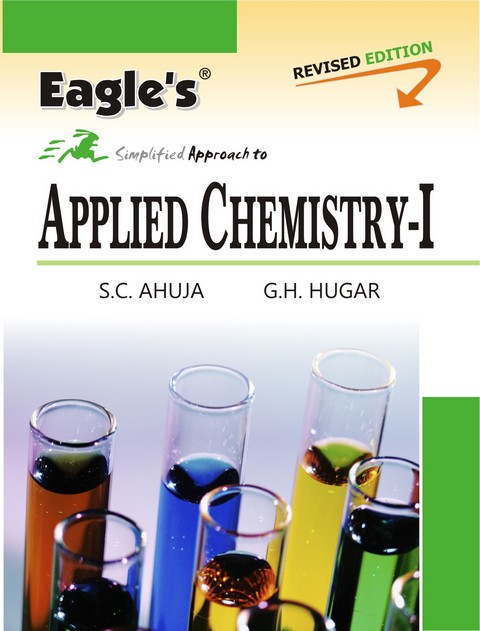 REVISED EDITION
Eagle's®
Simplified Approach to
APPLIED CHEMISTRY-I
S.C. AHUJA G.H. HUGAR